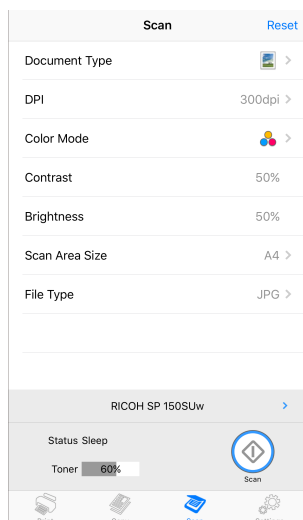 Scan Reset
Document Type
DPI 300dpi
Color Mode
Contrast 50%
Brightness 50%
Scan Area Size A4
File Type JPG
RICOH SP 150SUw
Status Sleep
Toner 60%
Scan